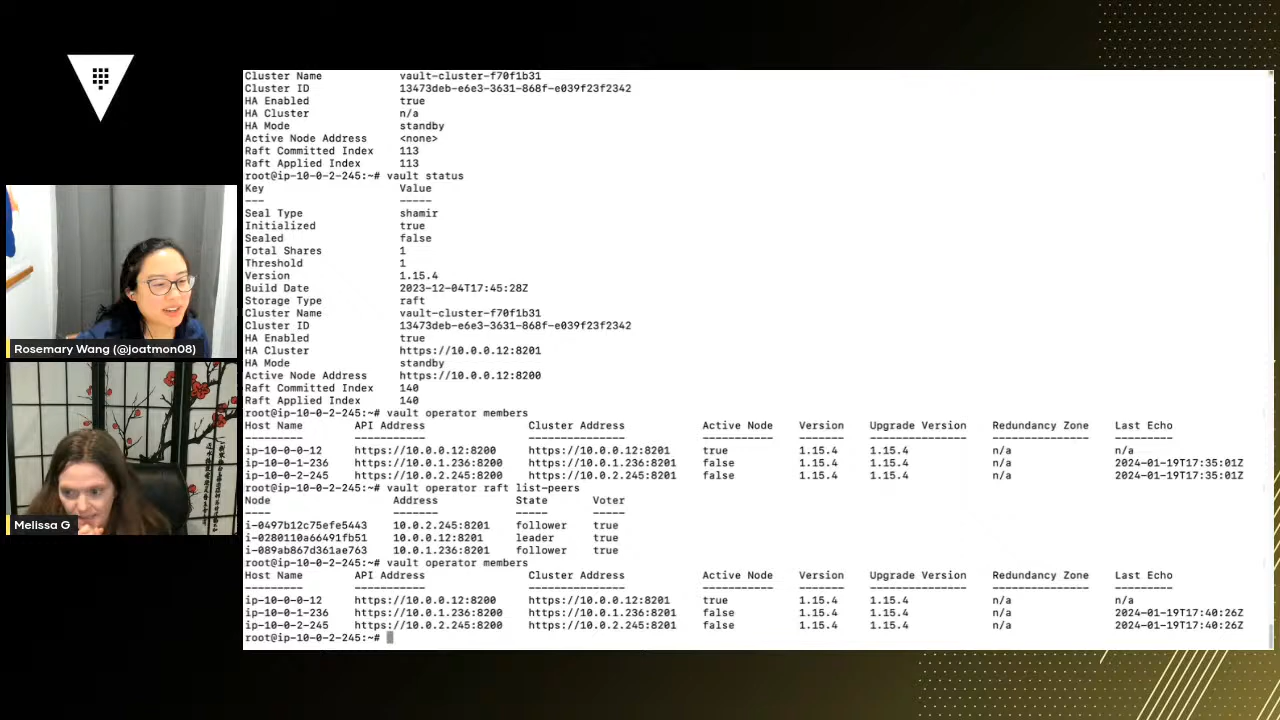 Cluster Name vault-cluster-f70f1b31
Cluster ID 13473deb-e6e3-3631-868f-e039f23f2342
HA Enabled true
HA Cluster n/a
HA Mode standby
Active Node Address <none>
Raft Committed Index 113
Raft Applied Index 113
root@ip-10-0-2-245:~# vault status
Key Value
--- -----
Seal Type shamir
Initialized true
Sealed false
Total Shares 1
Threshold 1
Version 1.15.4
Build Date 2023-12-04T17:45:28Z
Storage Type raft
Cluster Name vault-cluster-f70f1b31
Cluster ID 13473deb-e6e3-3631-868f-e039f23f2342
HA Enabled true
HA Cluster https://10.0.0.12:8201
HA Mode standby
Active Node Address https://10.0.0.12:8200
Raft Committed Index 140
Raft Applied Index 140
root@ip-10-0-2-245:~# vault operator members
Host Name API Address Cluster Address Active Node Version Upgrade Version Redundancy Zone Last Echo
--------- ----------- --------------- ----------- ------- --------------- --------------- ---------
ip-10-0-0-12 https://10.0.0.12:8200 https://10.0.0.12:8201 true 1.15.4 1.15.4 n/a n/a
ip-10-0-1-236 https://10.0.1.236:8200 https://10.0.1.236:8201 false 1.15.4 1.15.4 n/a 2024-01-19T17:35:01Z
ip-10-0-2-245 https://10.0.2.245:8200 https://10.0.2.245:8201 false 1.15.4 1.15.4 n/a 2024-01-19T17:35:01Z
root@ip-10-0-2-245:~# vault operator raft list-peers
Node Address State Voter
---- ------- ----- -----
i-0497b12c75efe5443 10.0.2.245:8201 follower true
i-0280110a66491fb51 10.0.0.12:8201 leader true
i-089ab867d361ae763 10.0.1.236:8201 follower true
root@ip-10-0-2-245:~# vault operator members
Host Name API Address Cluster Address Active Node Version Upgrade Version Redundancy Zone Last Echo
--------- ----------- --------------- ----------- ------- --------------- --------------- ---------
ip-10-0-0-12 https://10.0.0.12:8200 https://10.0.0.12:8201 true 1.15.4 1.15.4 n/a n/a
ip-10-0-1-236 https://10.0.1.236:8200 https://10.0.1.236:8201 false 1.15.4 1.15.4 n/a 2024-01-19T17:40:26Z
ip-10-0-2-245 https://10.0.2.245:8200 https://10.0.2.245:8201 false 1.15.4 1.15.4 n/a 2024-01-19T17:40:26Z
root@ip-10-0-2-245:~#
Rosemary Wang (@joatmon08)
Melissa G